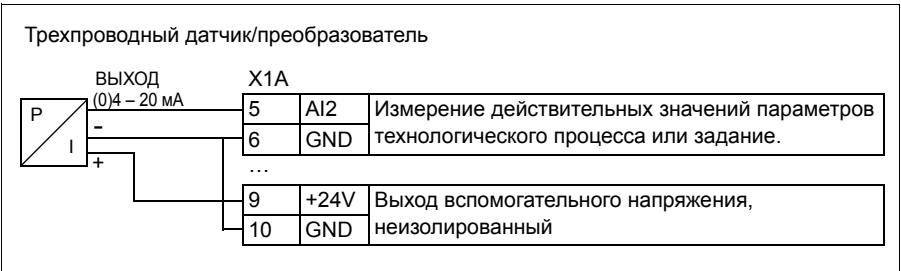 Трехпроводный датчик/преобразователь
ВЫХОД X1A
(0)4 – 20 мА
P 5 AI2 Измерение действительных значений параметров
- 6 GND технологического процесса или задание.
I
+
…
9 +24V Выход вспомогательного напряжения,
10 GND неизолированный